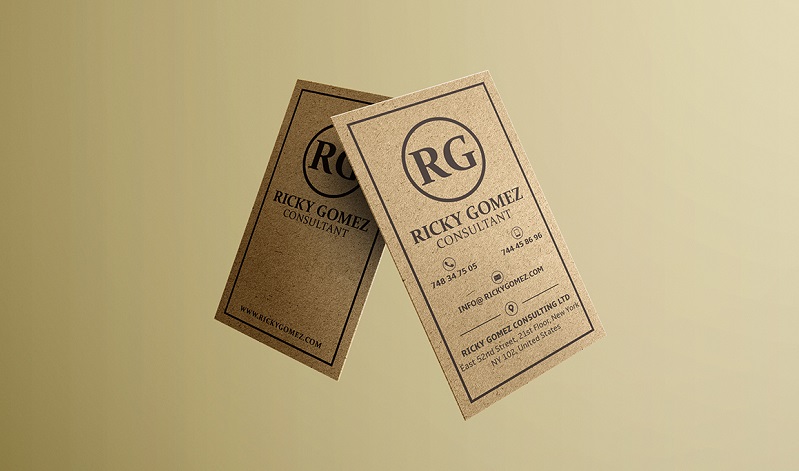 RG
RICKY GOMEZ
CONSULTANT
WWW.RICKYGOMEZ.COM
RG
RICKY GOMEZ
CONSULTANT
748 34 75 05
744 45 86 96
INFO@RICKYGOMEZ.COM
RICKY GOMEZ CONSULTING LTD
East 52nd Street, 21st Floor, New York
NY 102, United States